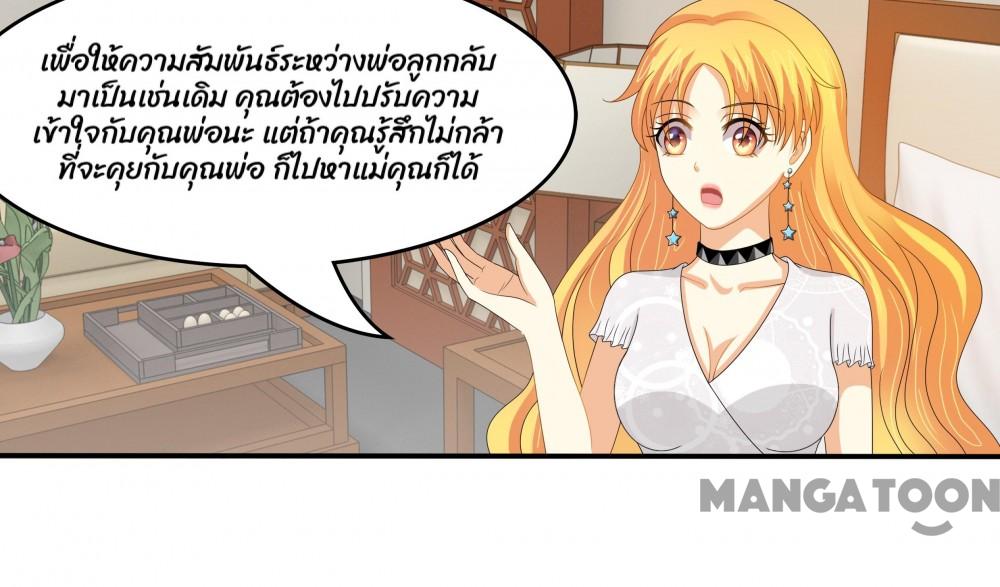 เพื่อให้ความสัมพันธ์ระหว่างพ่อลูกกลับ
มาเป็นเช่นเดิม คุณต้องไปปรับความ
เข้าใจกับคุณพ่อนะ แต่ถ้าคุณรู้สึกไม่กล้า
ที่จะคุยกับคุณพ่อ ก็ไปหาแม่คุณก็ได้
MANGATOON